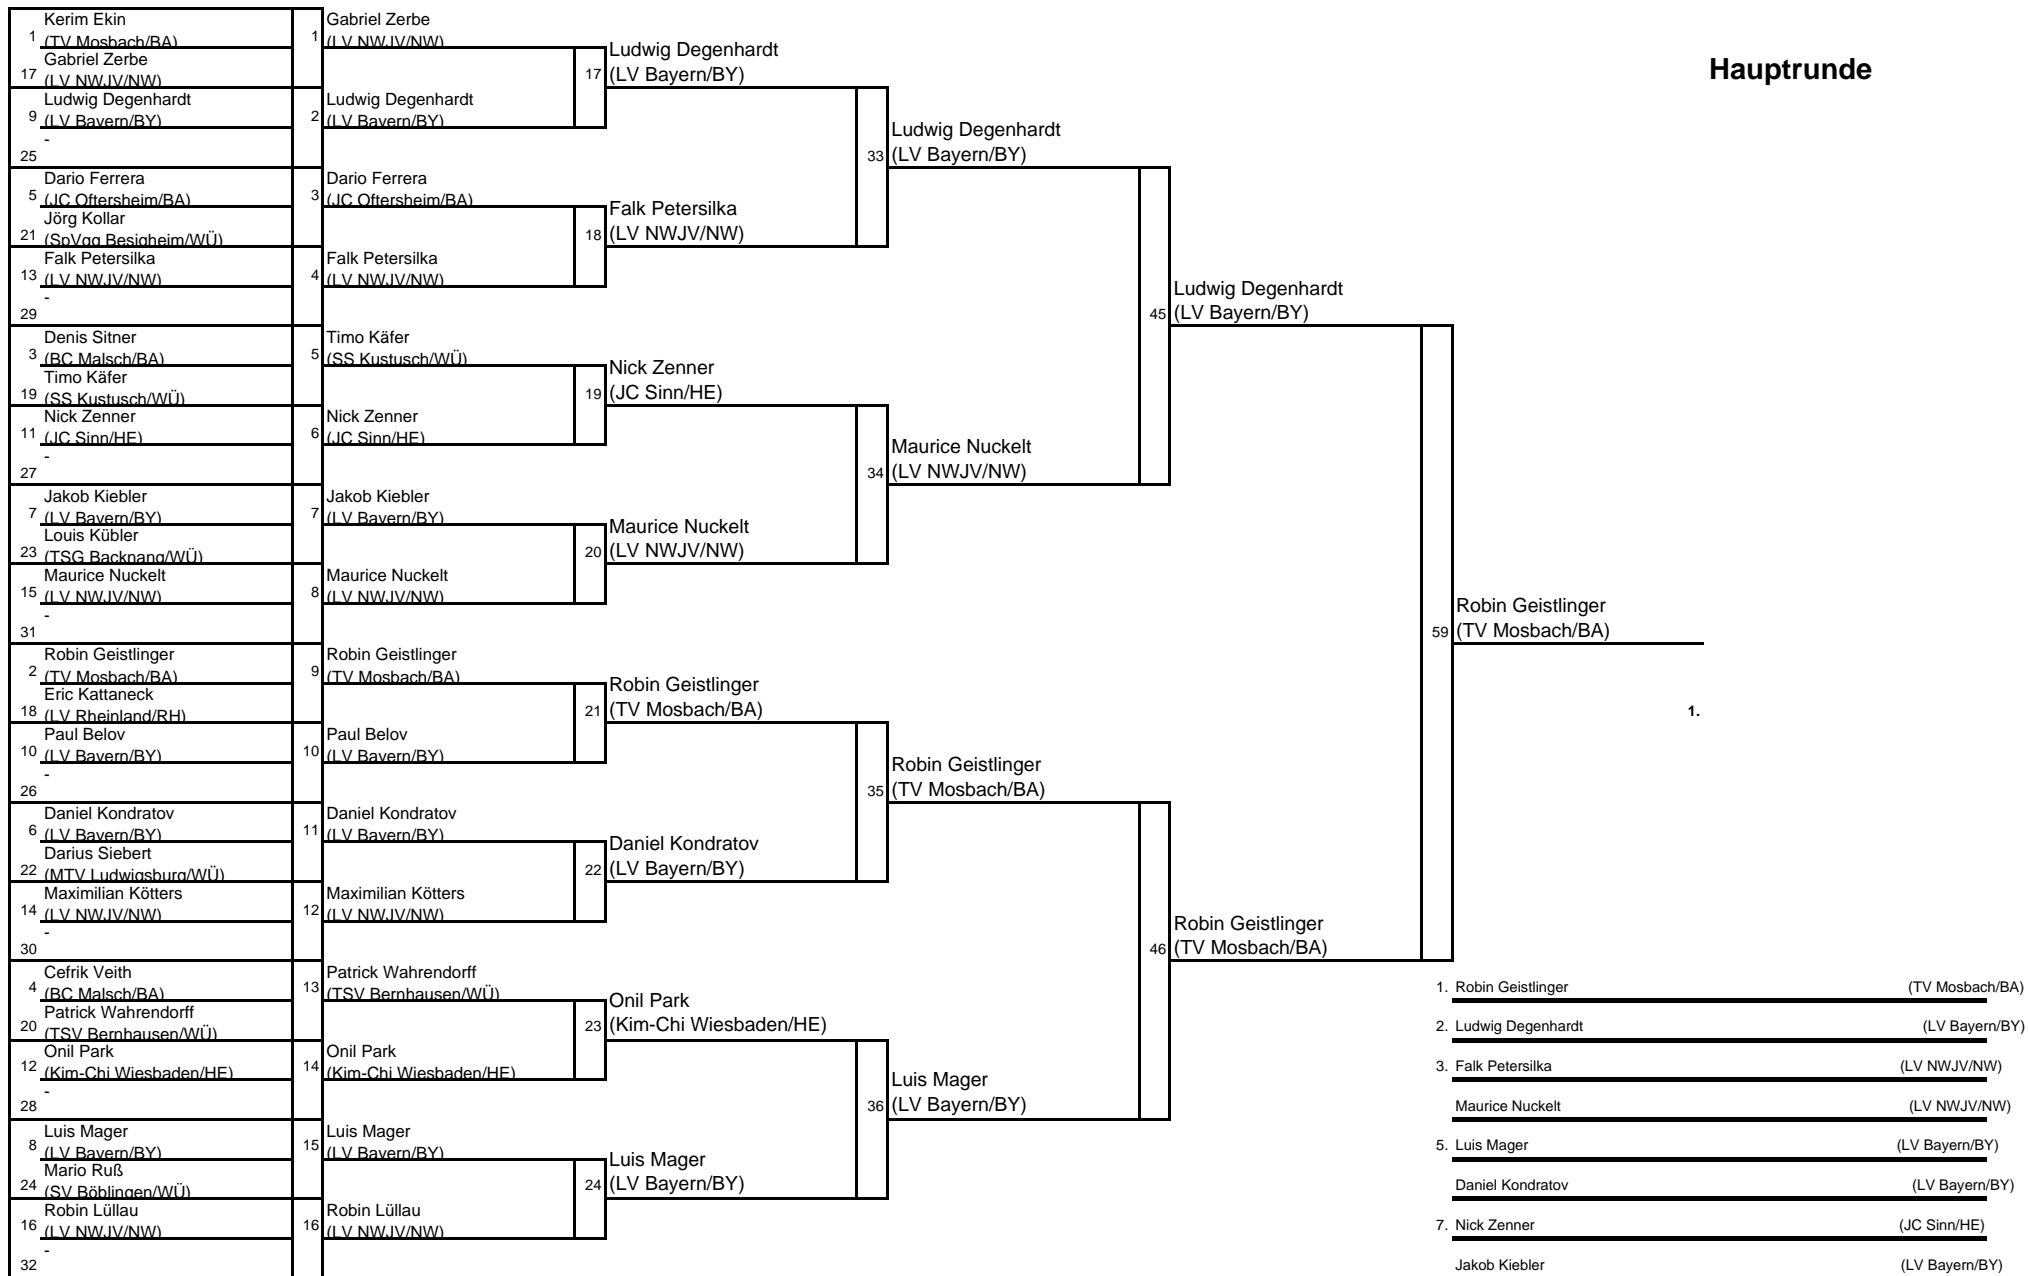 Hauptrunde
1 Kerim Ekin
(TV Mosbach/BA)
17 Gabriel Zerbe
(LV NWJV/NW)
9 Ludwig Degenhardt
(LV Bayern/BY)
25 -
5 Dario Ferrera
(JC Oftersheim/BA)
21 Jörg Kollar
(SpVgg Besigheim/WÜ)
13 Falk Petersilka
(LV NWJV/NW)
29 -
3 Denis Sitner
(BC Malsch/BA)
19 Timo Käfer
(SS Kustusch/WÜ)
11 Nick Zenner
(JC Sinn/HE)
27 -
7 Jakob Kiebler
(LV Bayern/BY)
23 Louis Kübler
(TSG Backnang/WÜ)
15 Maurice Nuckelt
(LV NWJV/NW)
31 -
2 Robin Geistlinger
(TV Mosbach/BA)
18 Eric Kattaneck
(LV Rheinland/RH)
10 Paul Belov
(LV Bayern/BY)
26 -
6 Daniel Kondratov
(LV Bayern/BY)
22 Darius Siebert
(MTV Ludwigsburg/WÜ)
14 Maximilian Kötters
(LV NWJV/NW)
30 -
4 Cefrik Veith
(BC Malsch/BA)
20 Patrick Wahrendorff
(TSV Bernhausen/WÜ)
12 Onil Park
(Kim-Chi Wiesbaden/HE)
28 -
8 Luis Mager
(LV Bayern/BY)
24 Mario Ruß
(SV Böblingen/WÜ)
16 Robin Lüllau
(LV NWJV/NW)
32 -
1 Gabriel Zerbe
(LV NWJV/NW)
2 Ludwig Degenhardt
(LV Bayern/BY)
3 Dario Ferrera
(JC Oftersheim/BA)
4 Falk Petersilka
(LV NWJV/NW)
5 Timo Käfer
(SS Kustusch/WÜ)
6 Nick Zenner
(JC Sinn/HE)
7 Jakob Kiebler
(LV Bayern/BY)
8 Maurice Nuckelt
(LV NWJV/NW)
9 Robin Geistlinger
(TV Mosbach/BA)
10 Paul Belov
(LV Bayern/BY)
11 Daniel Kondratov
(LV Bayern/BY)
12 Maximilian Kötters
(LV NWJV/NW)
13 Patrick Wahrendorff
(TSV Bernhausen/WÜ)
14 Onil Park
(Kim-Chi Wiesbaden/HE)
15 Luis Mager
(LV Bayern/BY)
16 Robin Lüllau
(LV NWJV/NW)
17 Ludwig Degenhardt
(LV Bayern/BY)
18 Falk Petersilka
(LV NWJV/NW)
19 Nick Zenner
(JC Sinn/HE)
20 Maurice Nuckelt
(LV NWJV/NW)
21 Robin Geistlinger
(TV Mosbach/BA)
22 Daniel Kondratov
(LV Bayern/BY)
23 Onil Park
(Kim-Chi Wiesbaden/HE)
24 Luis Mager
(LV Bayern/BY)
33 Ludwig Degenhardt
(LV Bayern/BY)
34 Maurice Nuckelt
(LV NWJV/NW)
35 Robin Geistlinger
(TV Mosbach/BA)
36 Luis Mager
(LV Bayern/BY)
45 Ludwig Degenhardt
(LV Bayern/BY)
46 Robin Geistlinger
(TV Mosbach/BA)
59 Robin Geistlinger
(TV Mosbach/BA)
1.
1. Robin Geistlinger (TV Mosbach/BA)
2. Ludwig Degenhardt (LV Bayern/BY)
3. Falk Petersilka (LV NWJV/NW)
Maurice Nuckelt (LV NWJV/NW)
5. Luis Mager (LV Bayern/BY)
Daniel Kondratov (LV Bayern/BY)
7. Nick Zenner (JC Sinn/HE)
Jakob Kiebler (LV Bayern/BY)